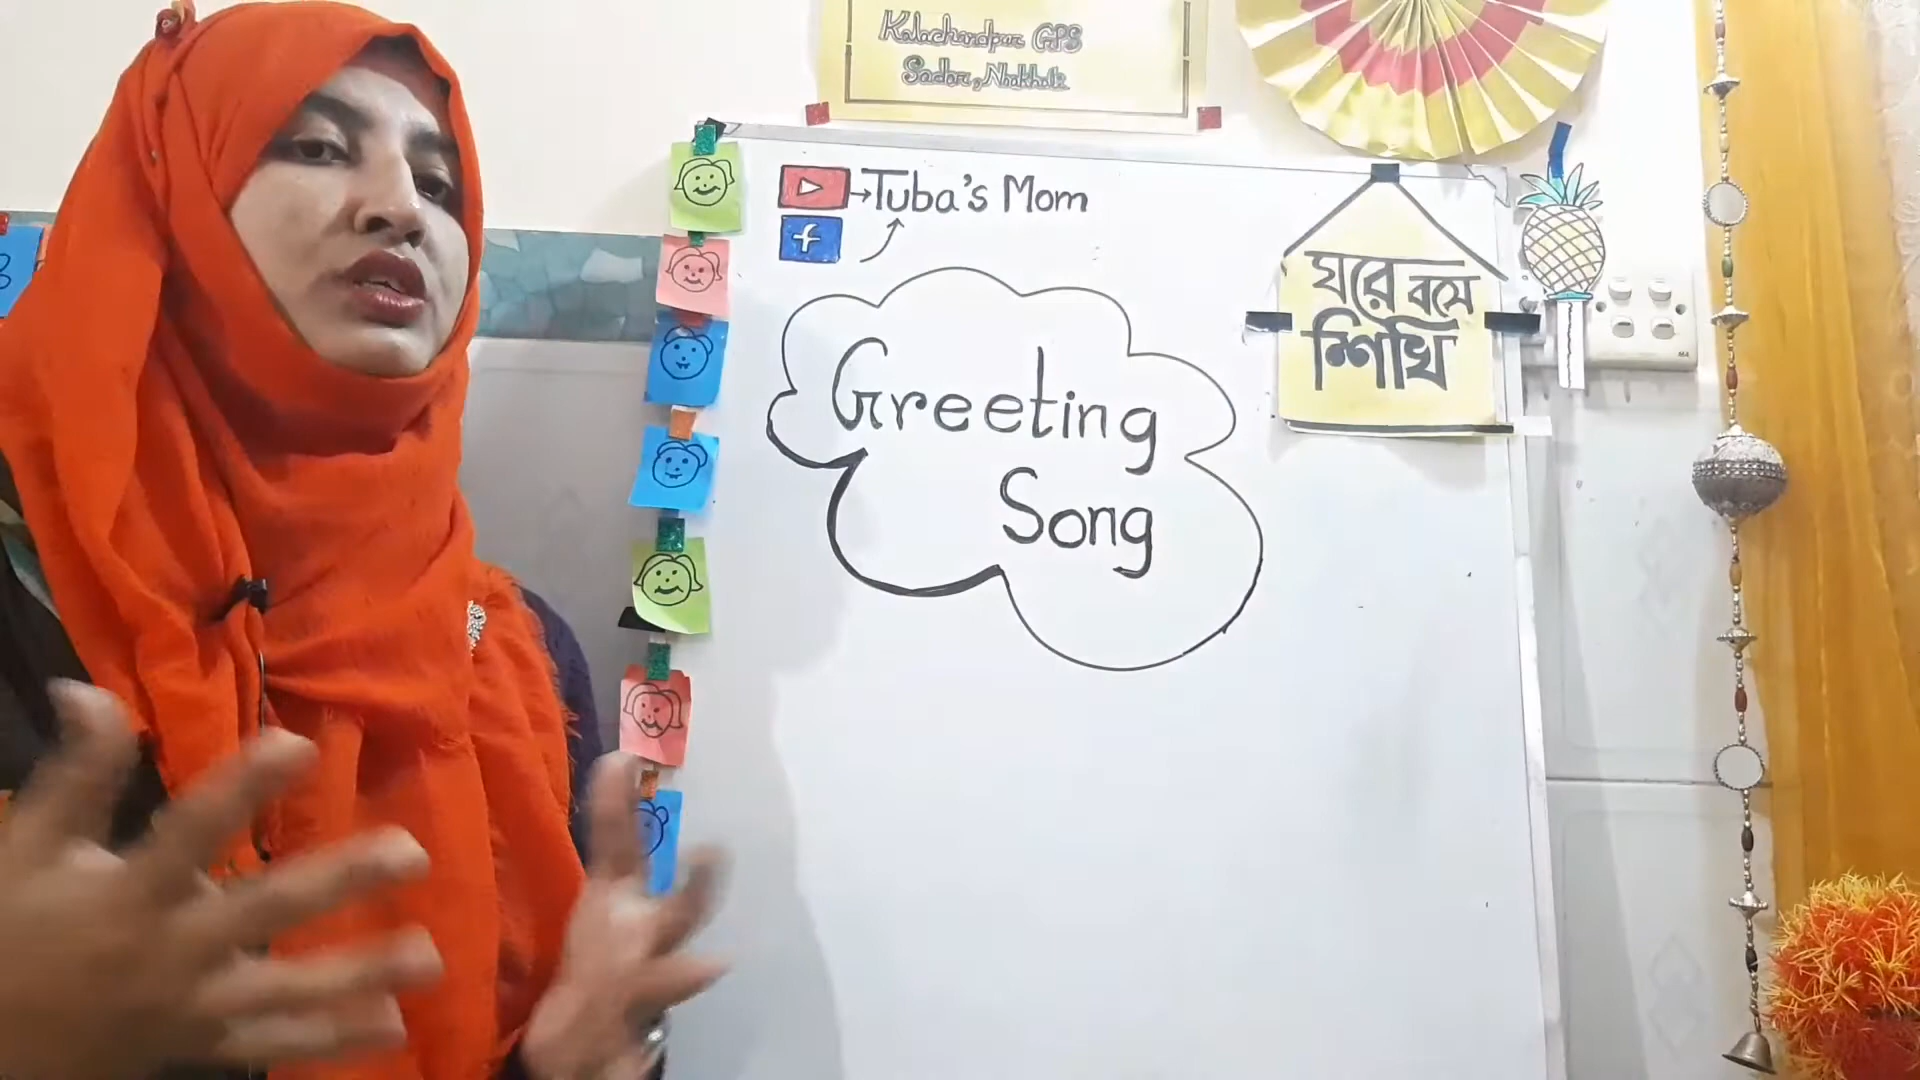 Kalachandpur GPS
Sadar, Noakhali
Tuba's Mom
f
Greeting
Song
ঘরে বসে
শিখি